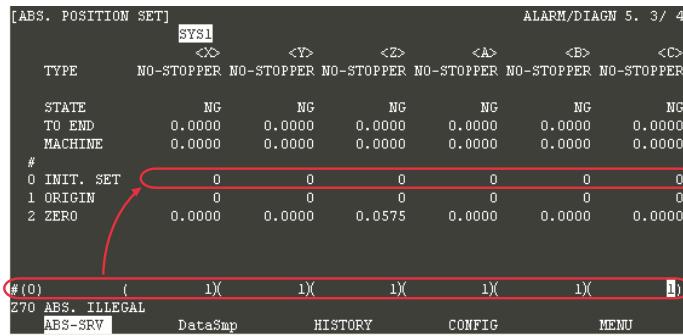 [ABS. POSITION SET] ALARM/DIAGN 5. 3/ 4
SYS1
<X> <Y> <Z> <A> <B> <C>
TYPE NO-STOPPER NO-STOPPER NO-STOPPER NO-STOPPER NO-STOPPER NO-STOPPER
STATE NG NG NG NG NG NG
TO END 0.0000 0.0000 0.0000 0.0000 0.0000 0.0000
MACHINE 0.0000 0.0000 0.0000 0.0000 0.0000 0.0000
#
0 INIT. SET 0 0 0 0 0 0
1 ORIGIN 0 0 0 0 0 0
2 ZERO 0.0000 0.0000 0.0575 0.0000 0.0000 0.0000
#(0) ( 1)( 1)( 1)( 1)( 1)( 1)
Z70 ABS. ILLEGAL
ABS-SRV DataSmp HISTORY CONFIG MENU